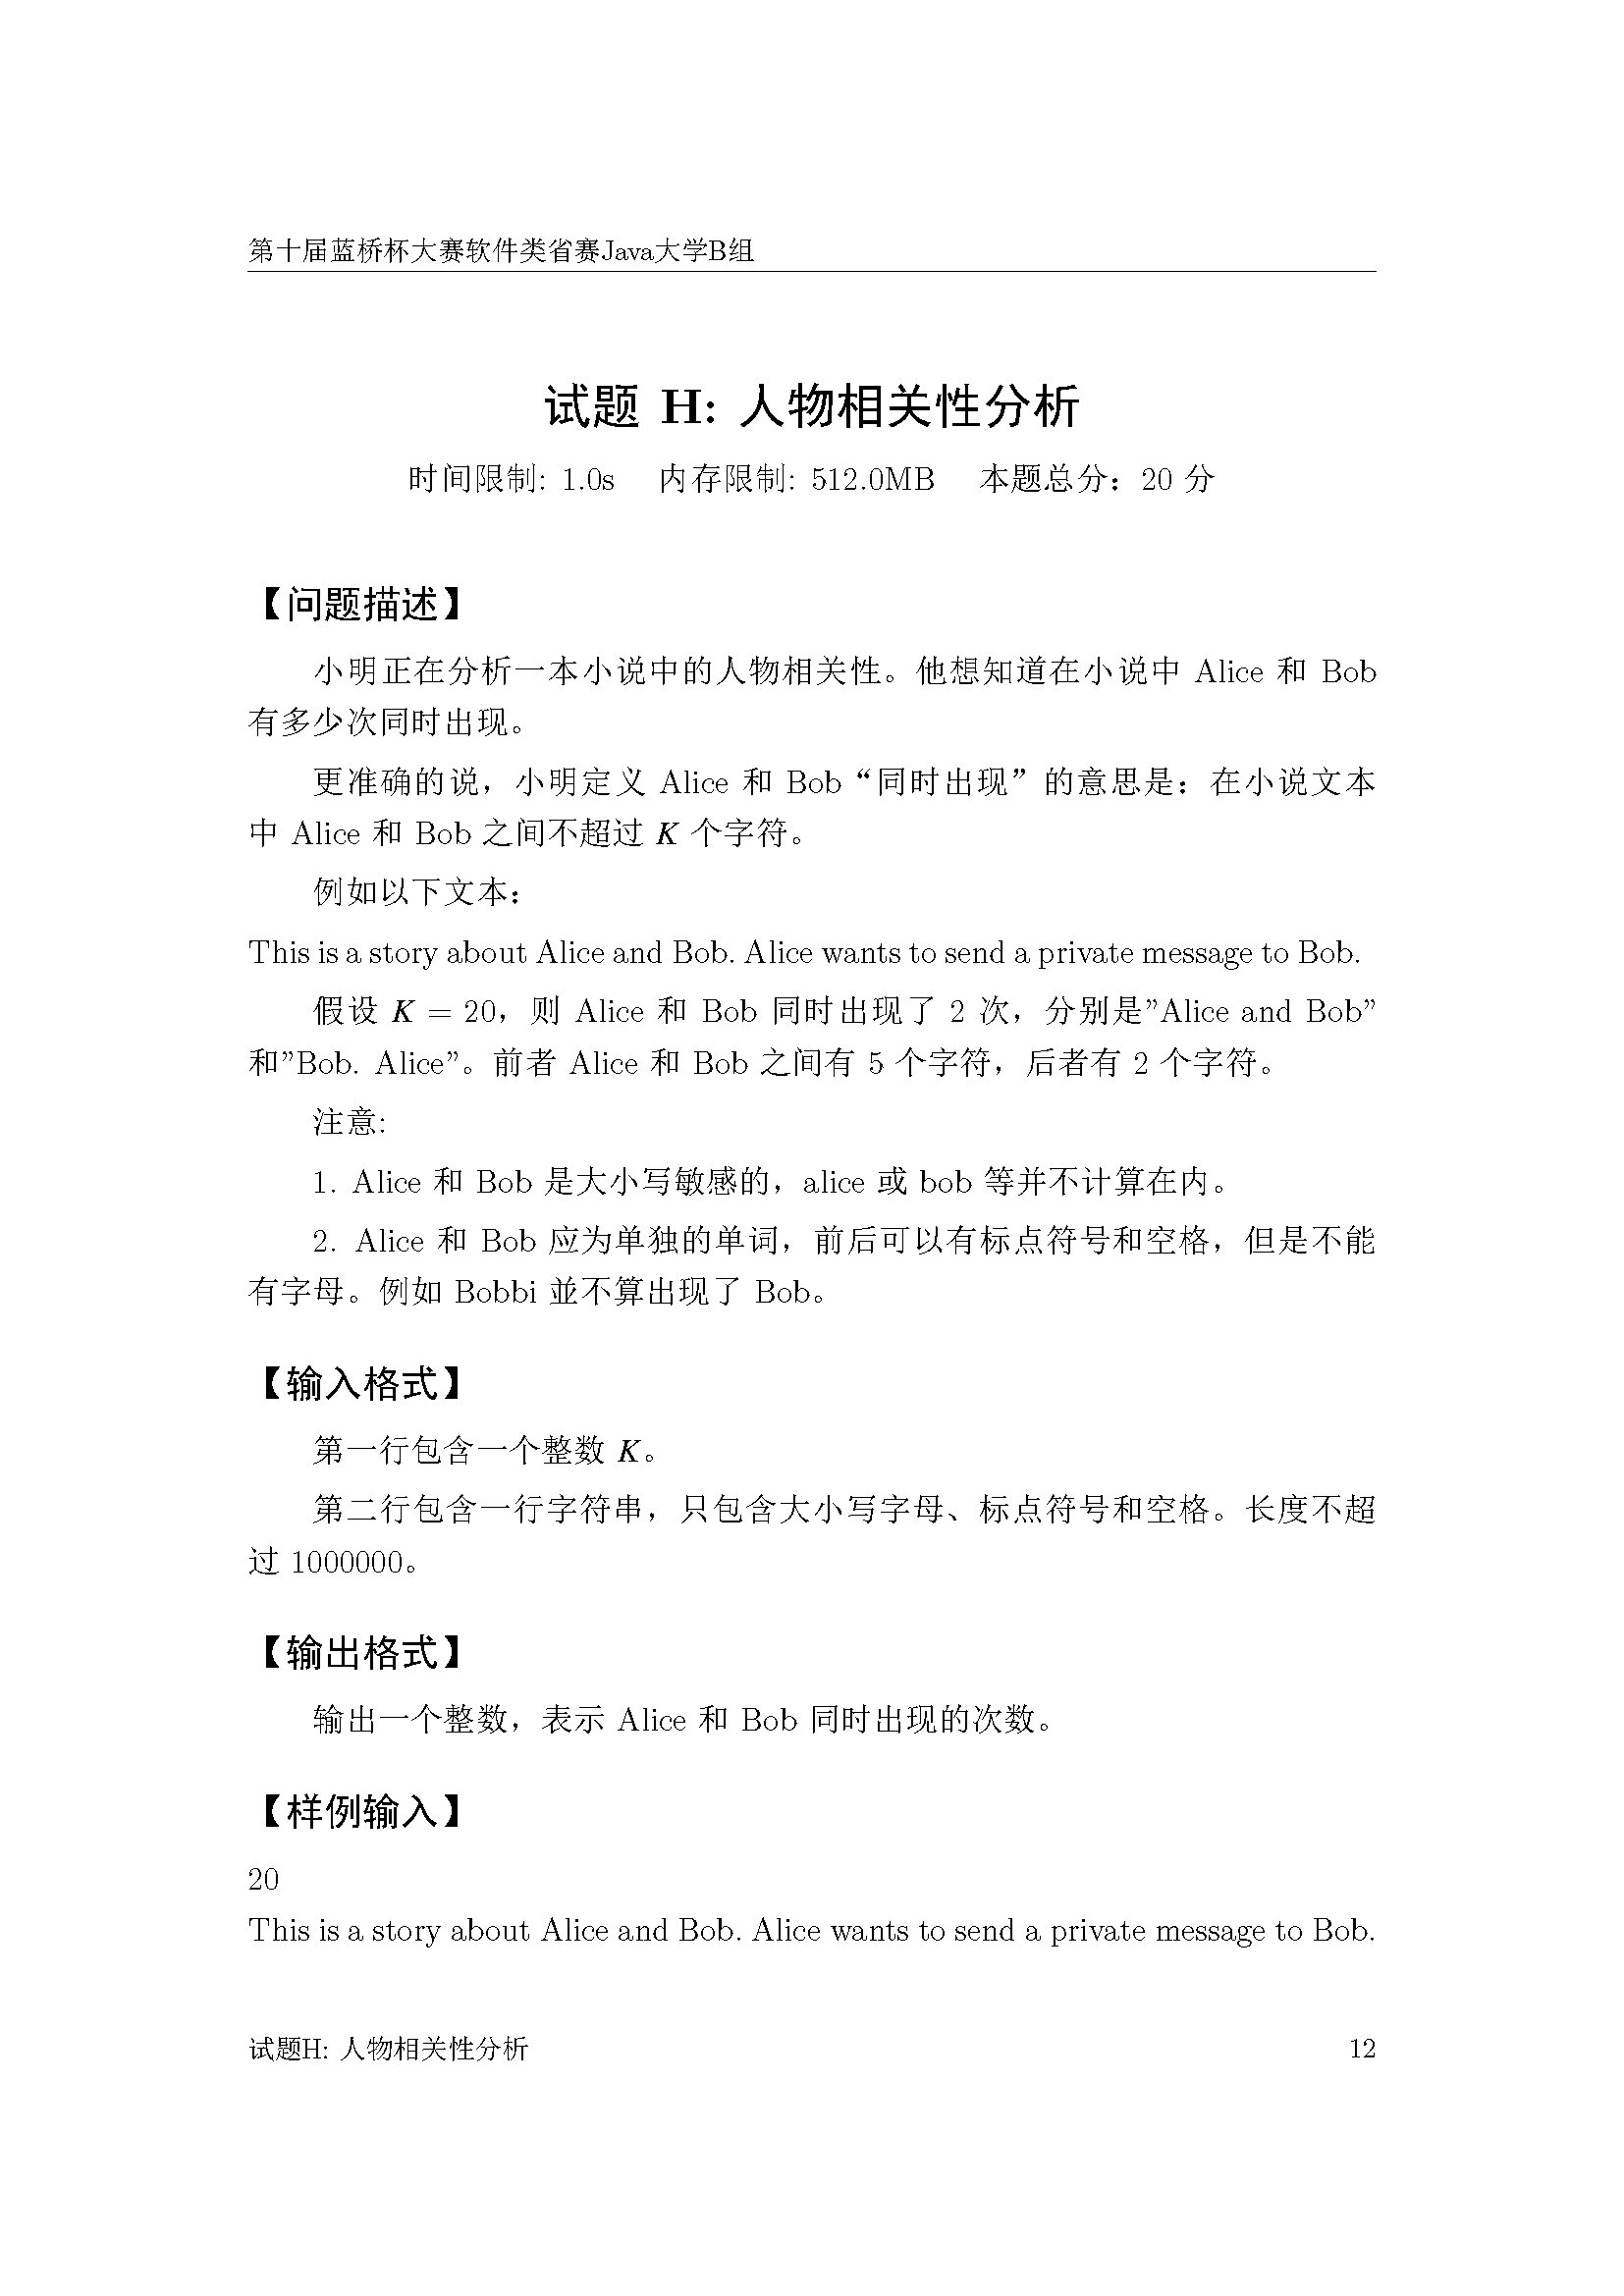 第十届蓝桥杯大赛软件类省赛Java大学B组
试题 H: 人物相关性分析
时间限制: 1.0s 内存限制: 512.0MB 本题总分：20 分
【问题描述】
小明正在分析一本小说中的人物相关性。他想知道在小说中 Alice 和 Bob
有多少次同时出现。
更准确的说，小明定义 Alice 和 Bob“同时出现”的意思是：在小说文本
中 Alice 和 Bob 之间不超过 K 个字符。
例如以下文本：
This is a story about Alice and Bob. Alice wants to send a private message to Bob.
假设 K = 20，则 Alice 和 Bob 同时出现了 2 次，分别是”Alice and Bob”
和”Bob. Alice”。前者 Alice 和 Bob 之间有 5 个字符，后者有 2 个字符。
注意:
1. Alice 和 Bob 是大小写敏感的，alice 或 bob 等并不计算在内。
2. Alice 和 Bob 应为单独的单词，前后可以有标点符号和空格，但是不能
有字母。例如 Bobbi 並不算出现了 Bob。
【输入格式】
第一行包含一个整数 K。
第二行包含一行字符串，只包含大小写字母、标点符号和空格。长度不超
过 1000000。
【输出格式】
输出一个整数，表示 Alice 和 Bob 同时出现的次数。
【样例输入】
20
This is a story about Alice and Bob. Alice wants to send a private message to Bob.
试题H: 人物相关性分析 12